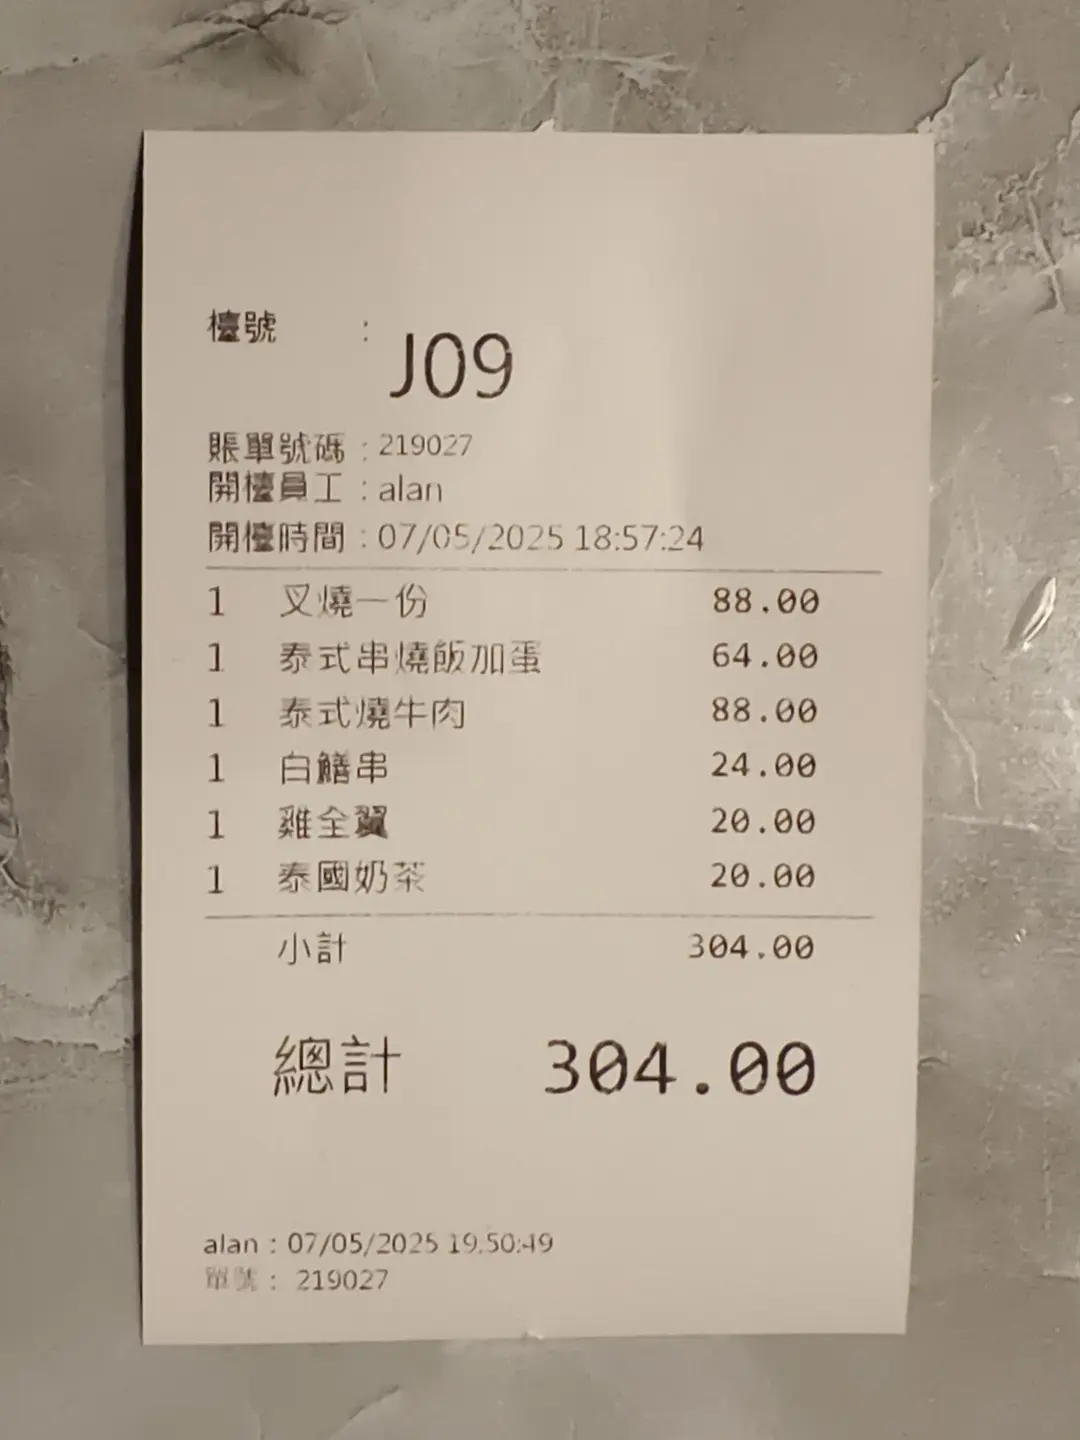 檯號 : J09
賬單號碼 : 219027
開檯員工 : alan
開檯時間 : 07/05/2025 18:57:24
1 叉燒一份 88.00
1 泰式串燒飯加蛋 64.00
1 泰式燒牛肉 88.00
1 白鱔串 24.00
1 雞全翼 20.00
1 泰國奶茶 20.00
小計 304.00
總計 304.00
alan : 07/05/2025 19:50:49
單號 : 219027